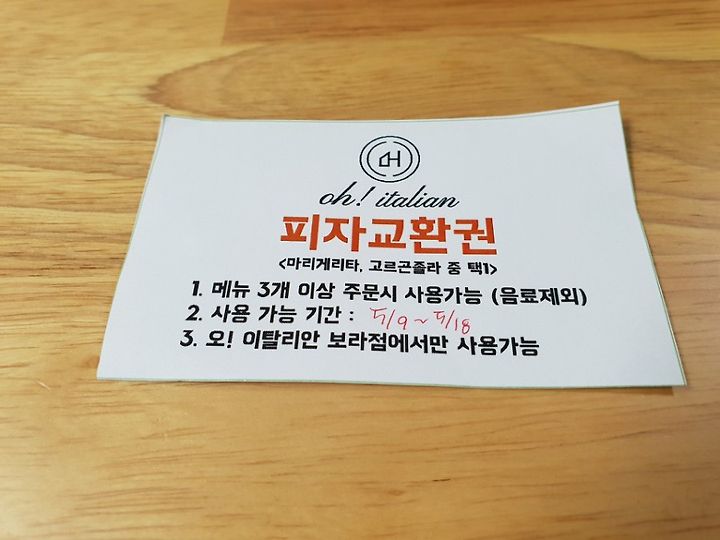 oh! italian
피자교환권
<마리게리타, 고르곤졸라 중 택1>
1. 메뉴 3개 이상 주문시 사용가능 (음료제외)
2. 사용 가능 기간 : 5/9 ~ 5/18
3. 오! 이탈리안 보라점에서만 사용가능